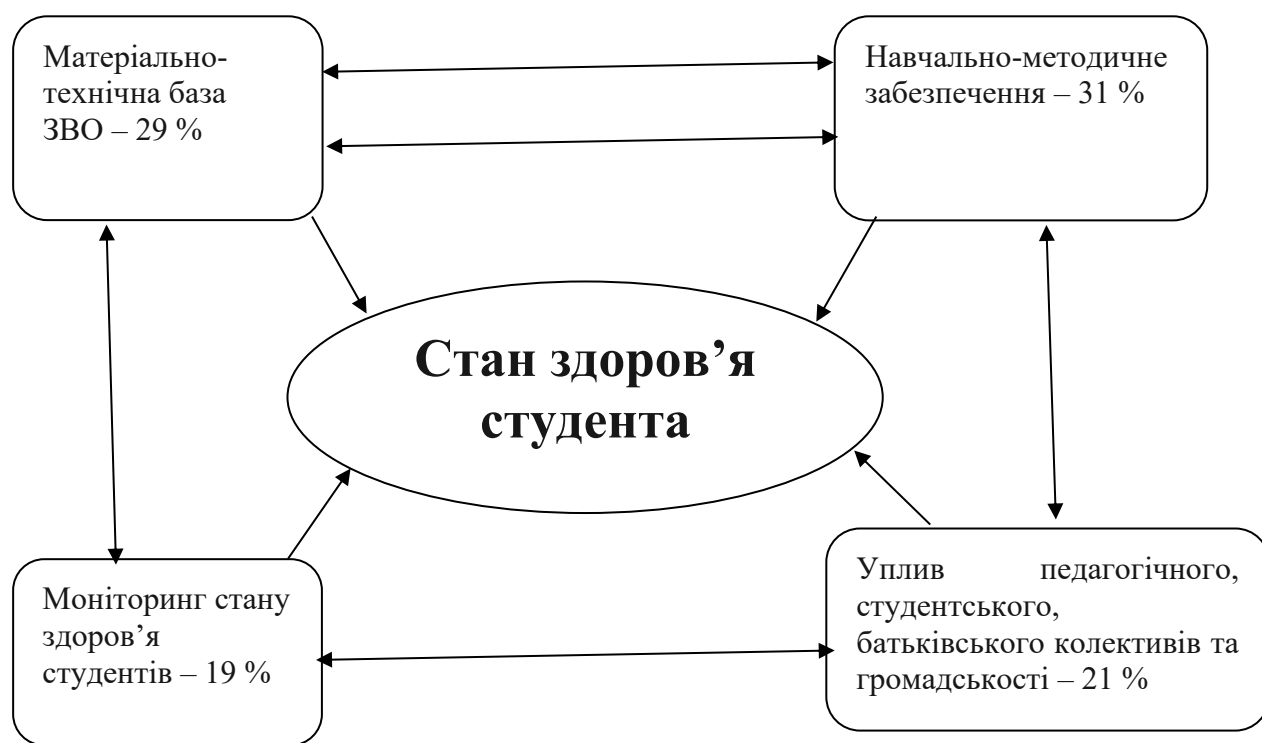 Матеріально-
технічна база
ЗВО – 29 %
Навчально-методичне
забезпечення – 31 %
Стан здоров’я
студента
Моніторинг стану
здоров’я
студентів – 19 %
Уплив педагогічного,
студентського,
батьківського колективів та
громадськості – 21 %